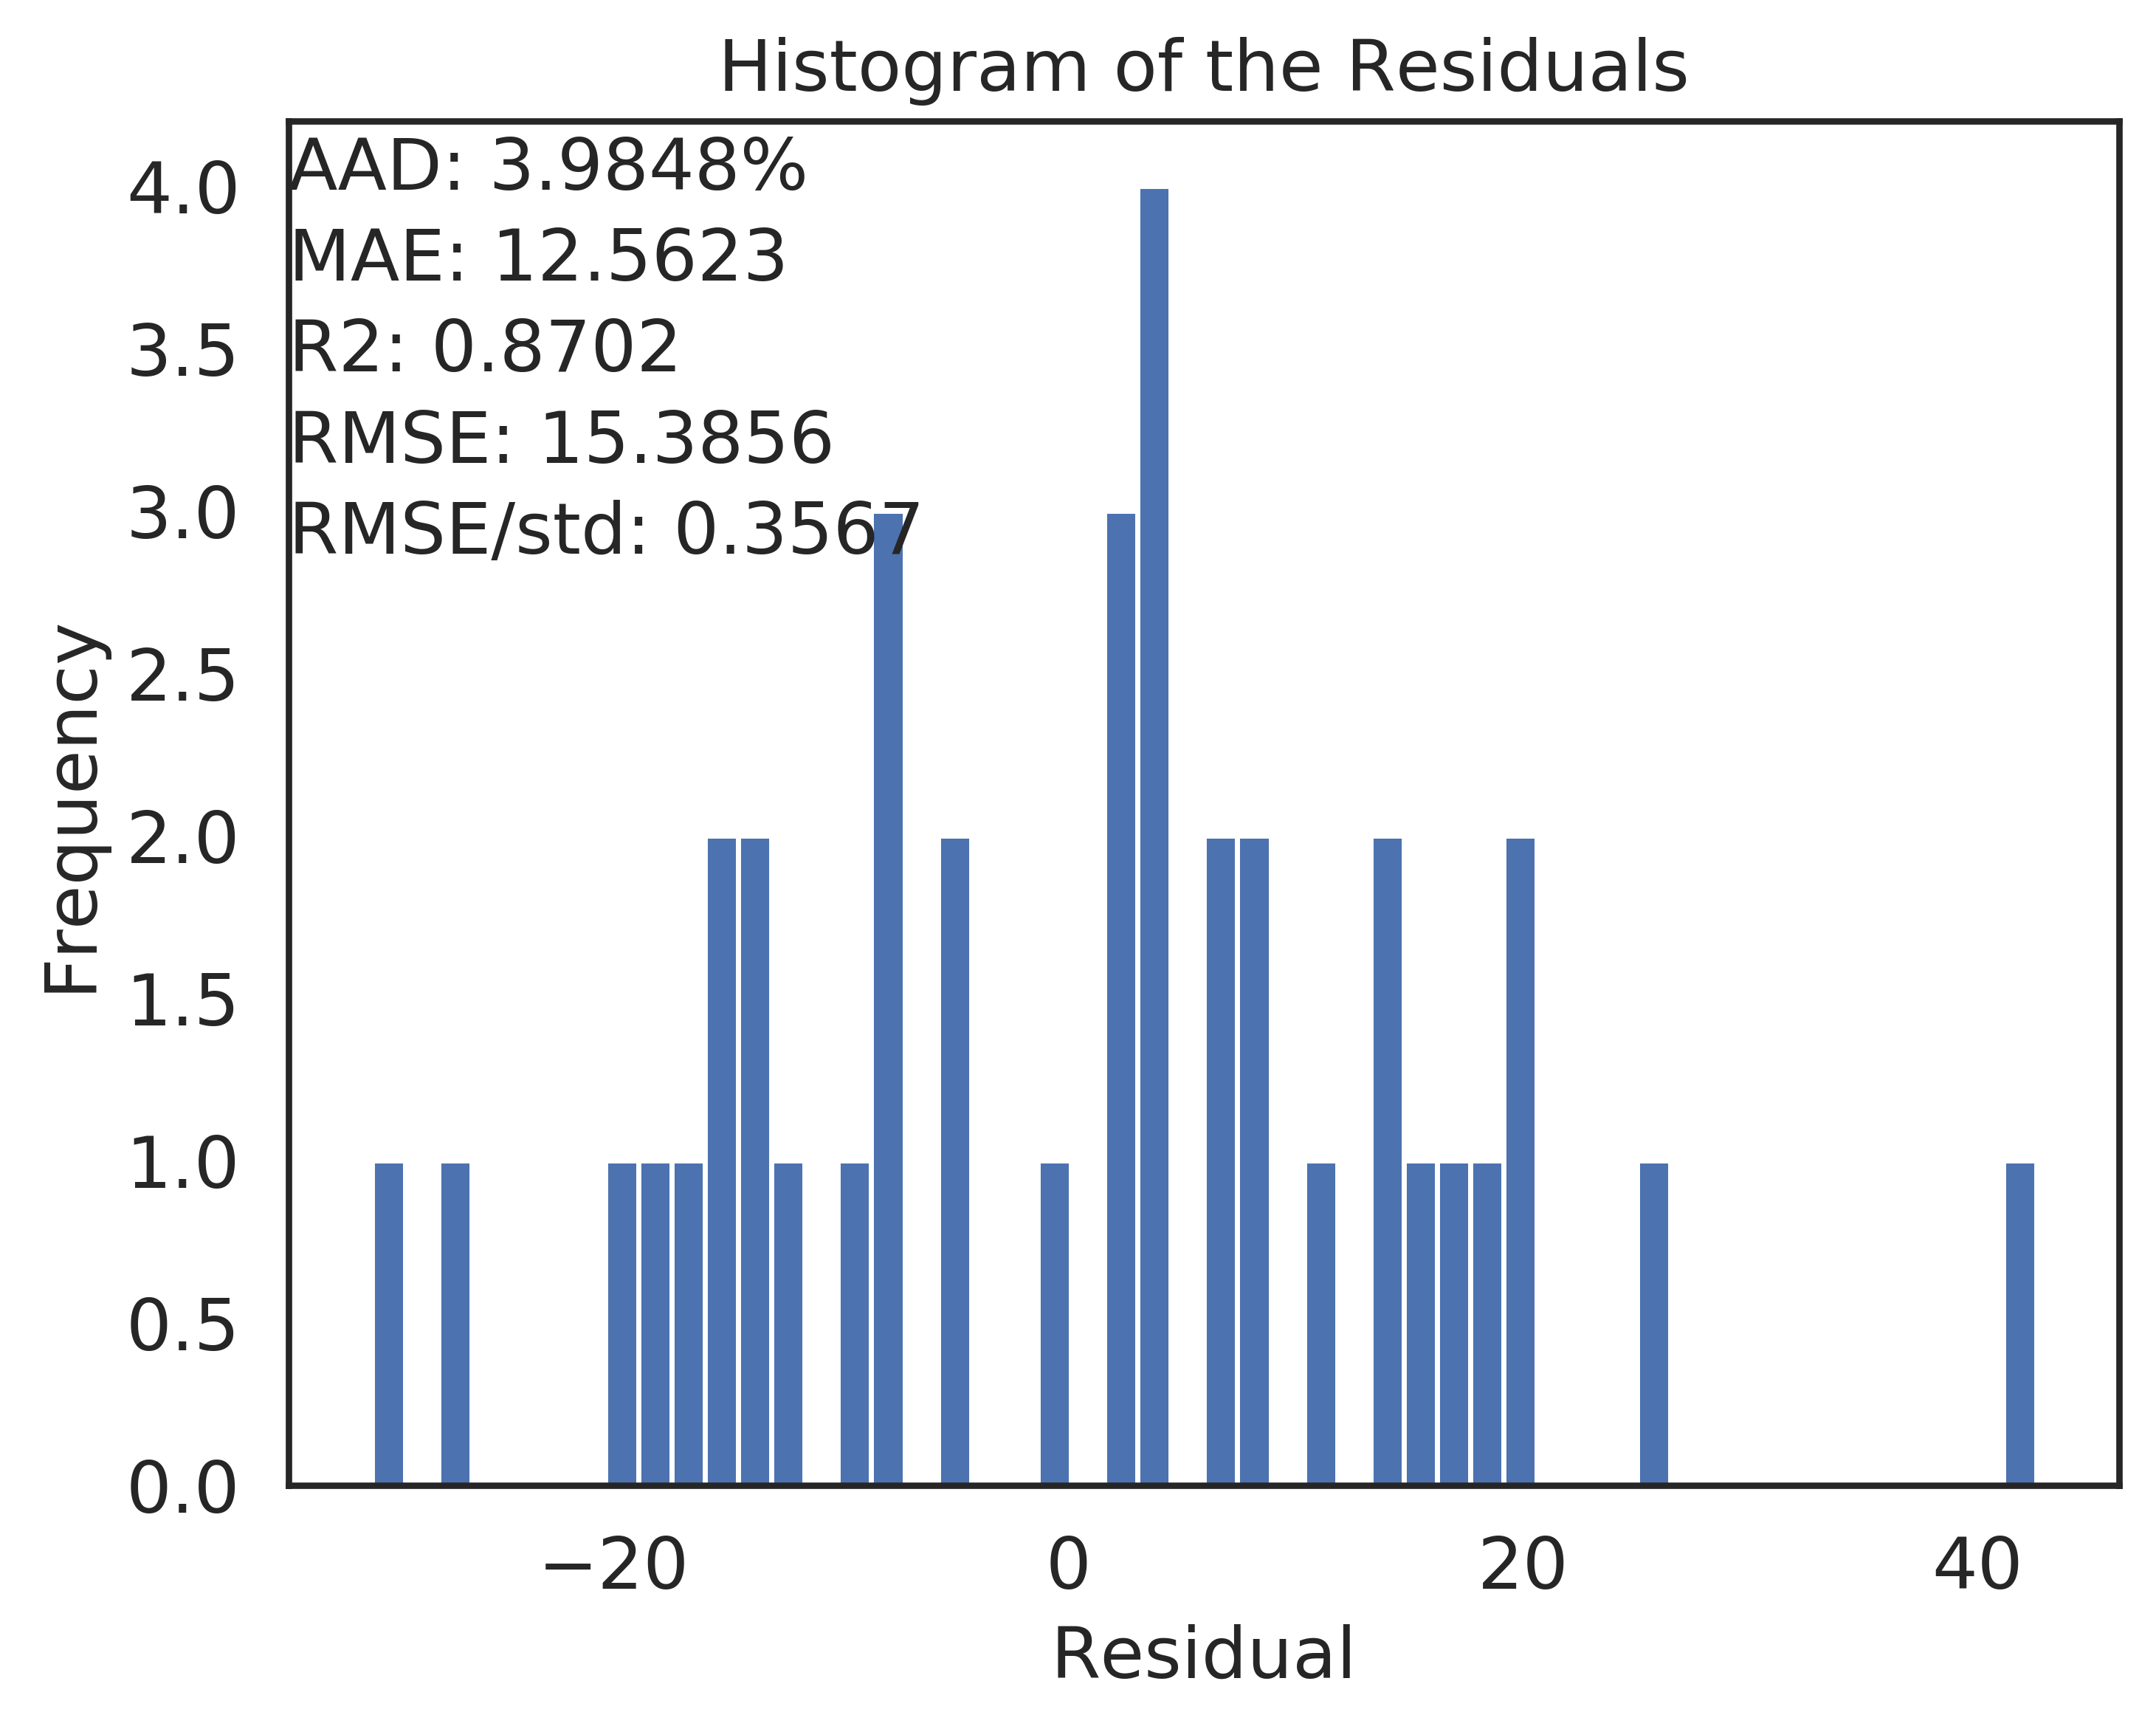 Histogram of the Residuals
AAD: 3.9848%
MAE: 12.5623
R2: 0.8702
RMSE: 15.3856
RMSE/std: 0.3567
Frequency
4.0
3.5
3.0
2.5
2.0
1.5
1.0
0.5
0.0
−20 0 20 40
Residual